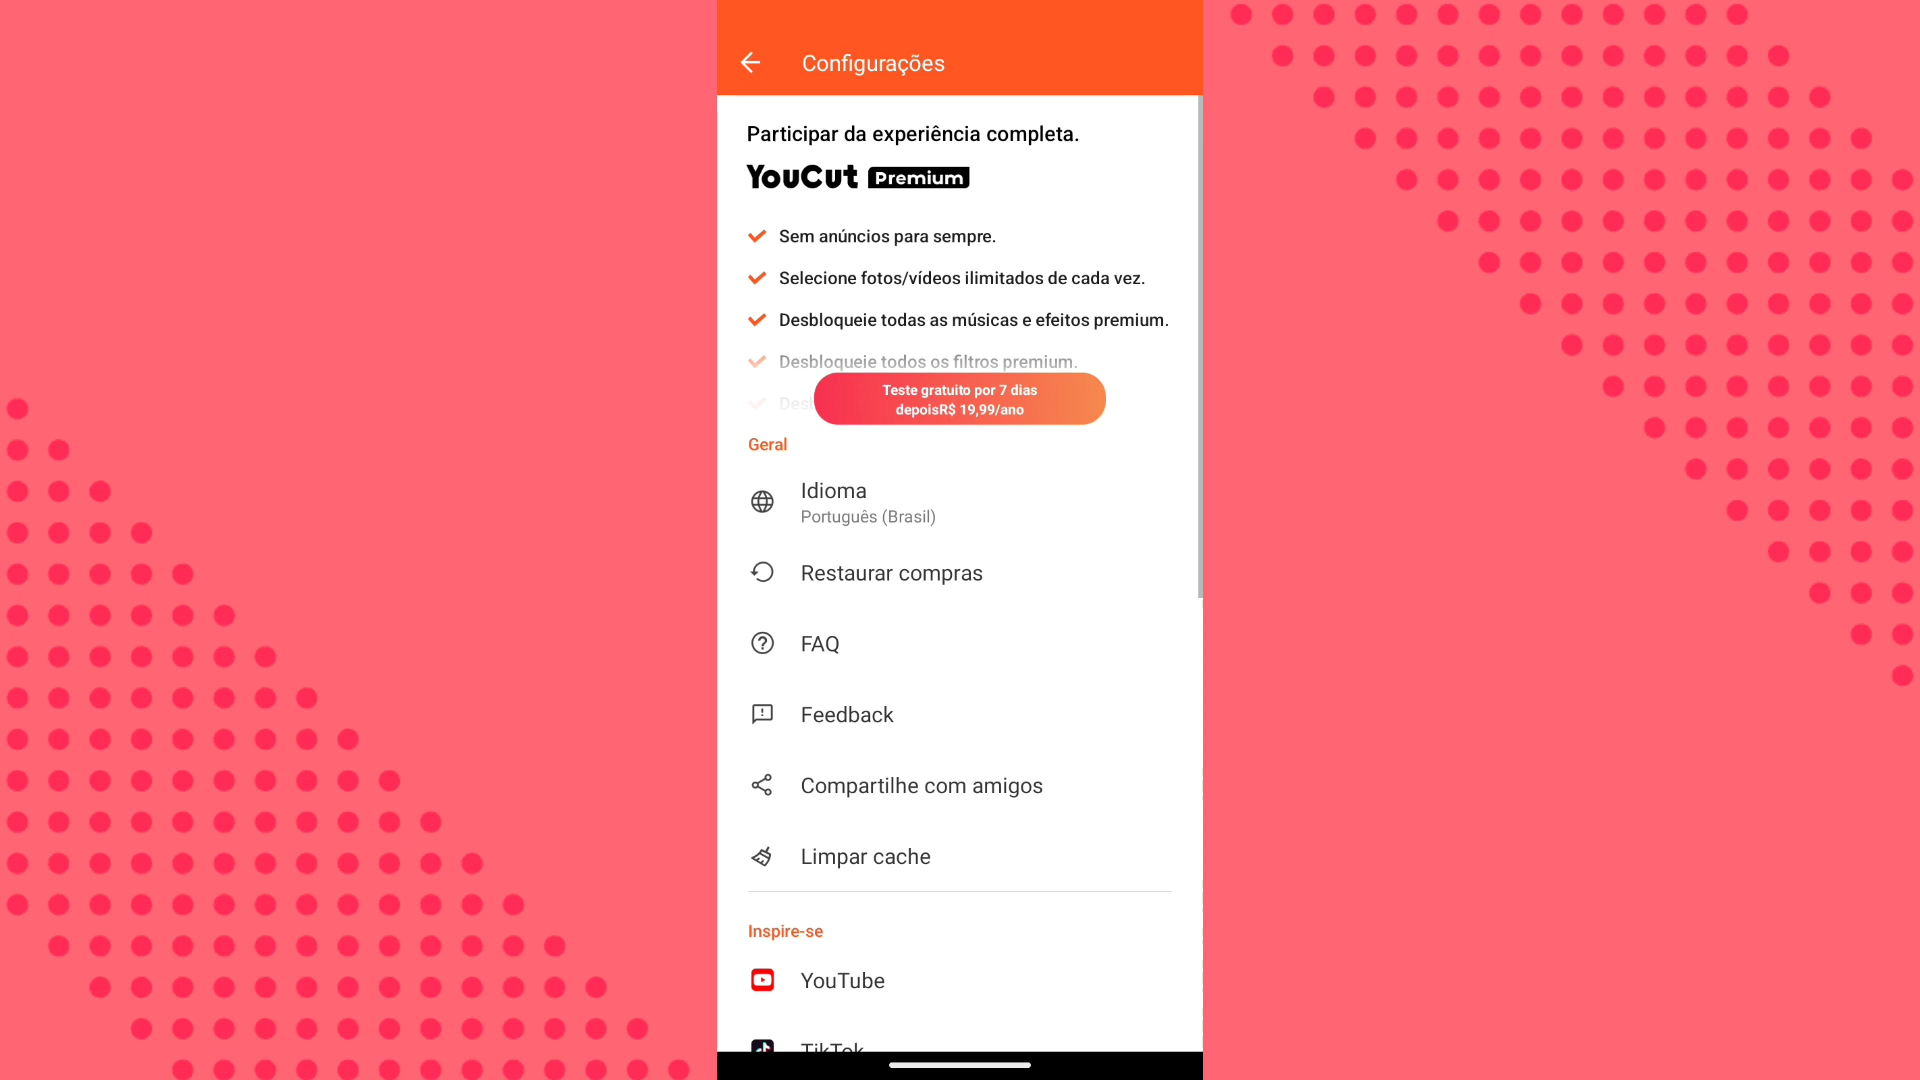 Configurações
Participar da experiência completa.
YouCut Premium
Sem anúncios para sempre.
Selecione fotos/vídeos ilimitados de cada vez.
Desbloqueie todas as músicas e efeitos premium.
Desbloqueie todos os filtros premium.
Teste gratuito por 7 dias
depoisR$ 19,99/ano
Geral
Idioma
Português (Brasil)
Restaurar compras
FAQ
Feedback
Compartilhe com amigos
Limpar cache
Inspire-se
YouTube
TikTok